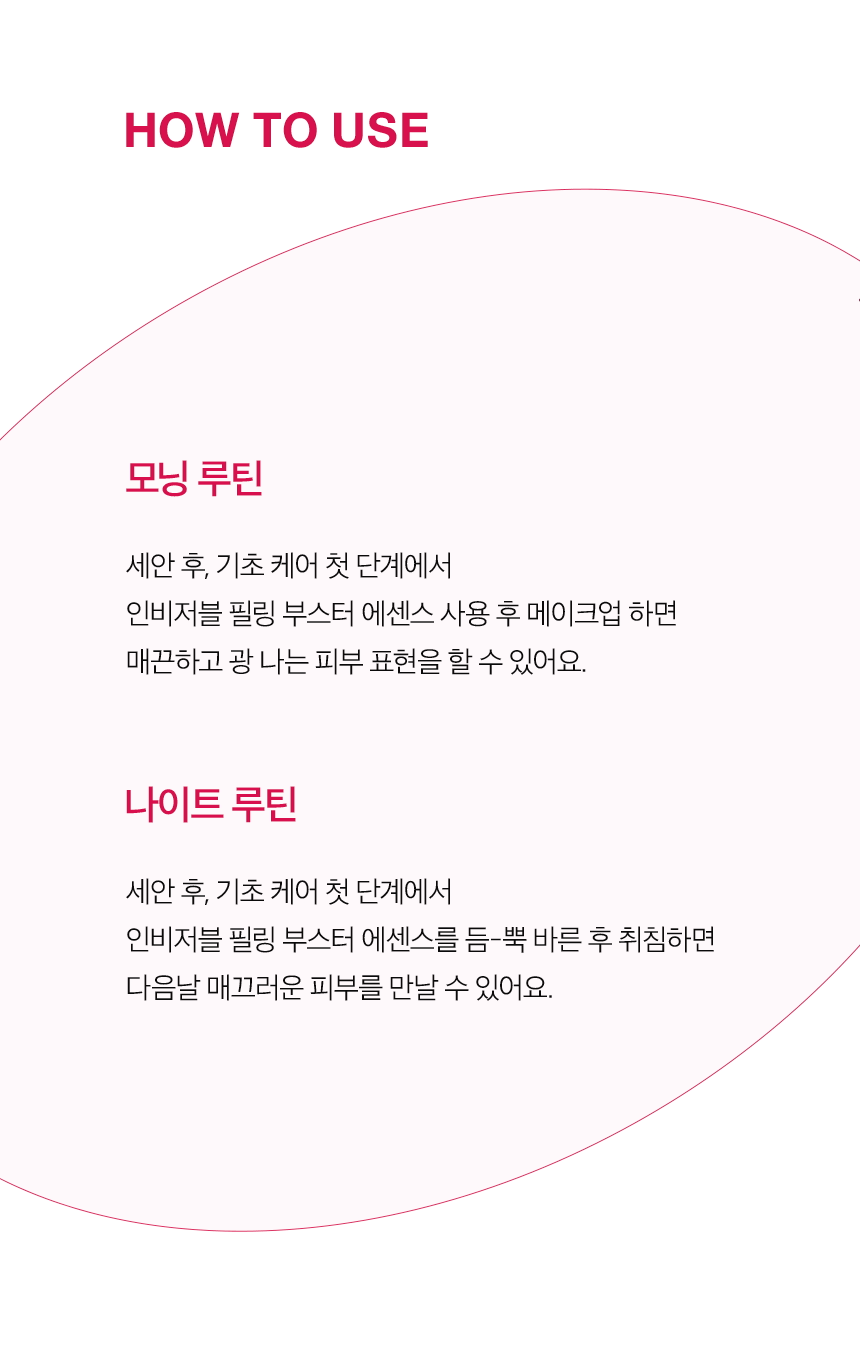 HOW TO USE
모닝 루틴
세안 후, 기초 케어 첫 단계에서
인비저블 필링 부스터 에센스 사용 후 메이크업 하면
매끈하고 광 나는 피부 표현을 할 수 있어요.
나이트 루틴
세안 후, 기초 케어 첫 단계에서
인비저블 필링 부스터 에센스를 듬-뿍 바른 후 취침하면
다음날 매끄러운 피부를 만날 수 있어요.